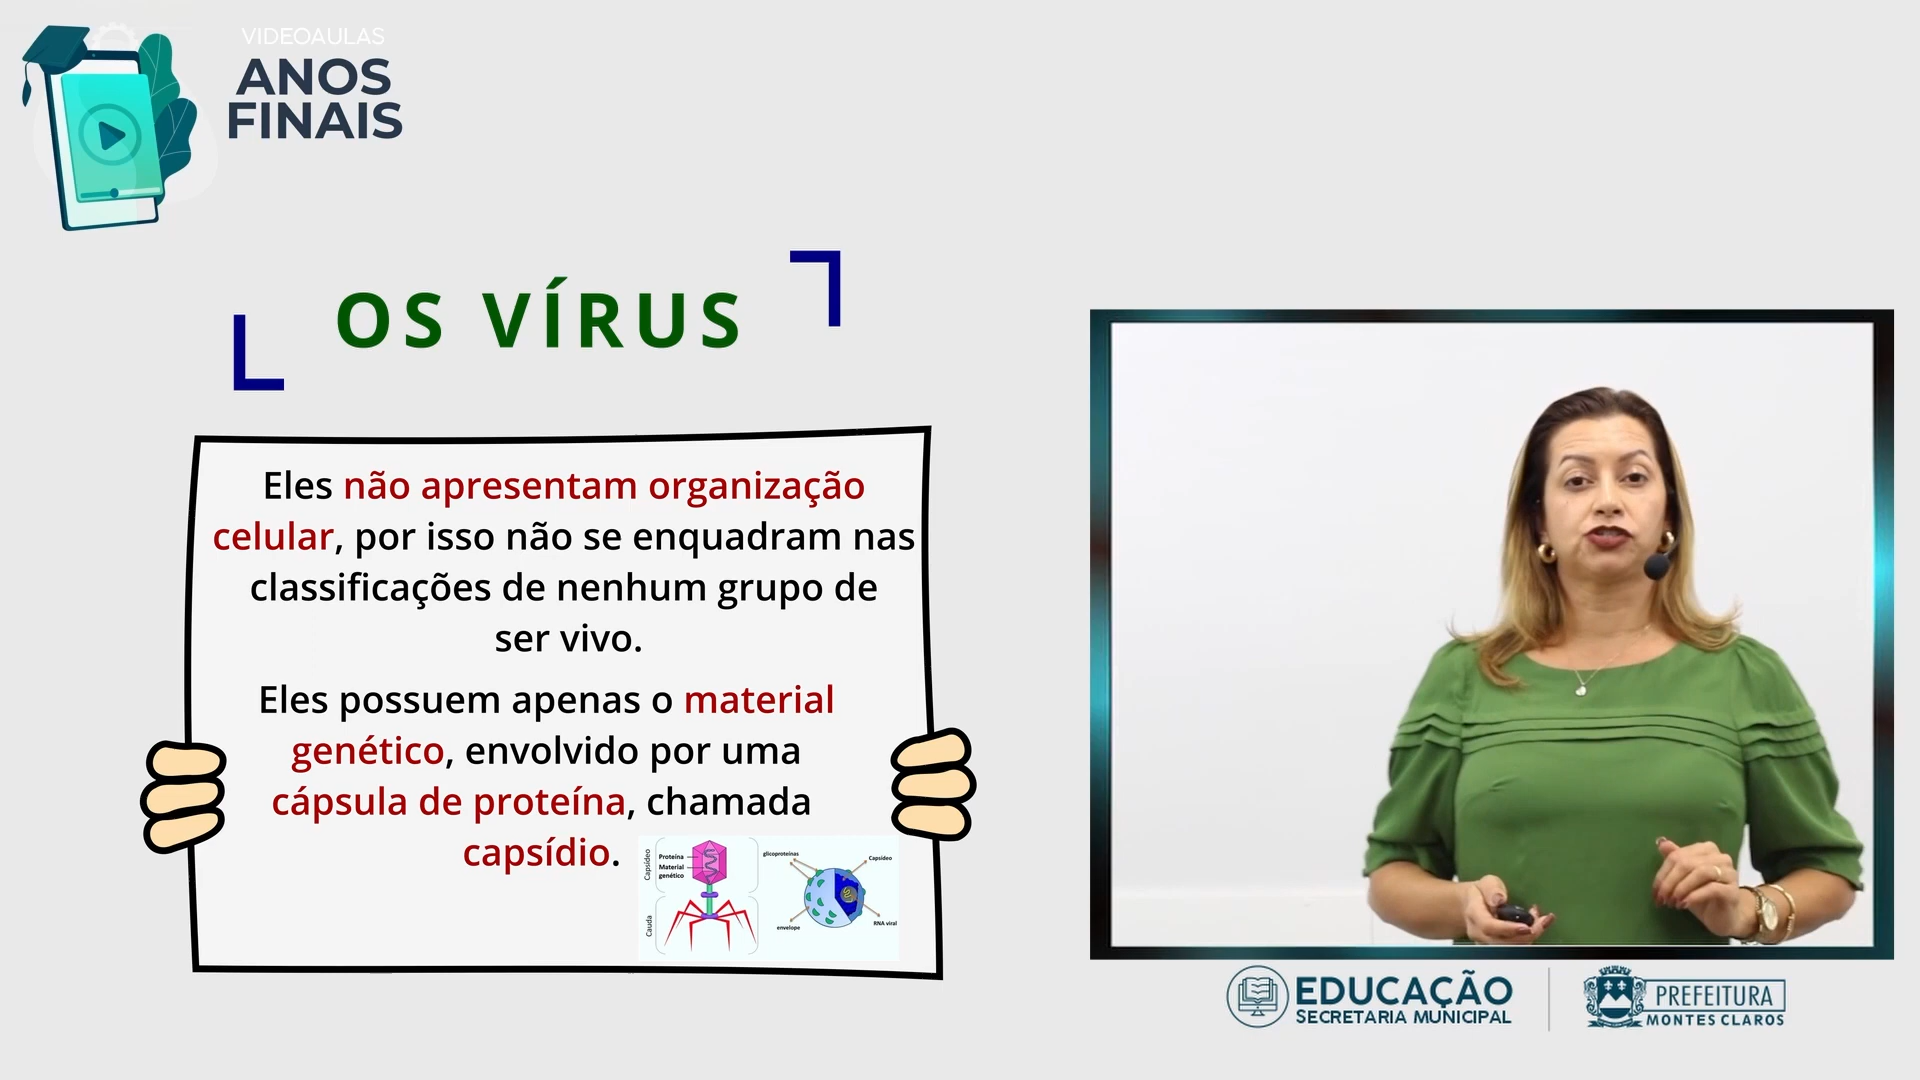 VIDEOAULAS
ANOS
FINAIS
OS VÍRUS
Eles não apresentam organização
celular, por isso não se enquadram nas
classificações de nenhum grupo de
ser vivo.
Eles possuem apenas o material
genético, envolvido por uma
cápsula de proteína, chamada
capsídio.
Capsídeo
Proteína
Material
genético
Cauda
glicoproteínas
Capsídeo
envelope
RNA viral
EDUCAÇÃO
SECRETARIA MUNICIPAL
PREFEITURA
MONTES CLAROS